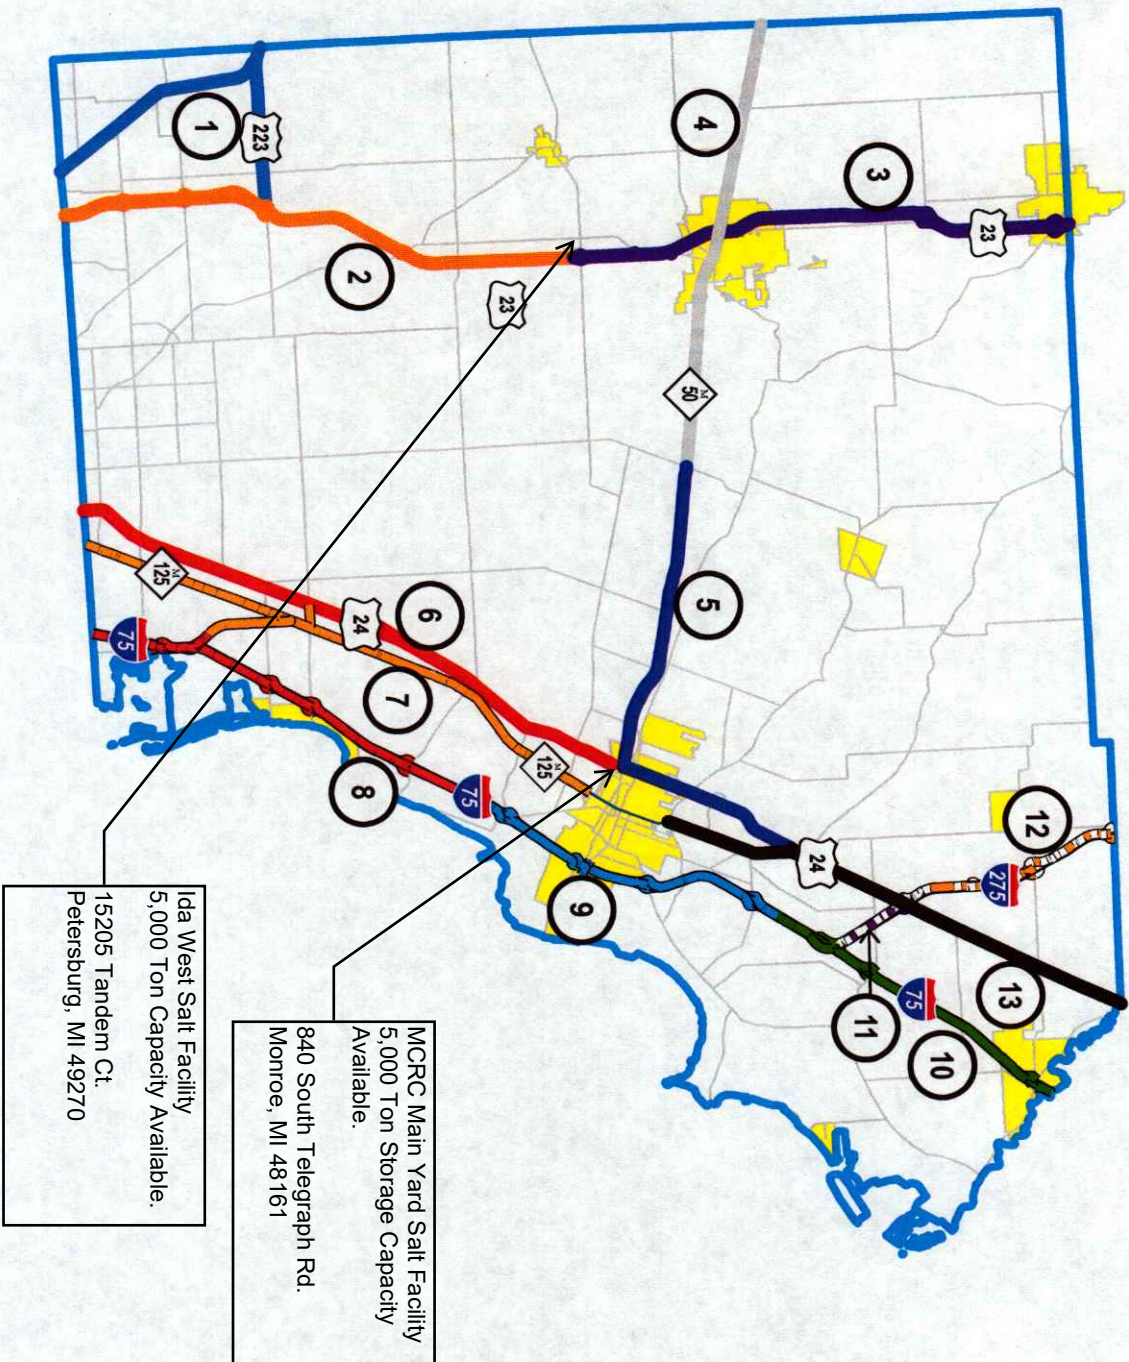 1
223
2
23
3
23
4
M
50
5
6
24
M
125
7
M
125
75
8
75
9
24
12
275
13
11
75
10
MCRC Main Yard Salt Facility
5,000 Ton Storage Capacity
Available.
840 South Telegraph Rd.
Monroe, MI 48161
Ida West Salt Facility
5,000 Ton Capacity Available.
15205 Tandem Ct.
Petersburg, MI 49270